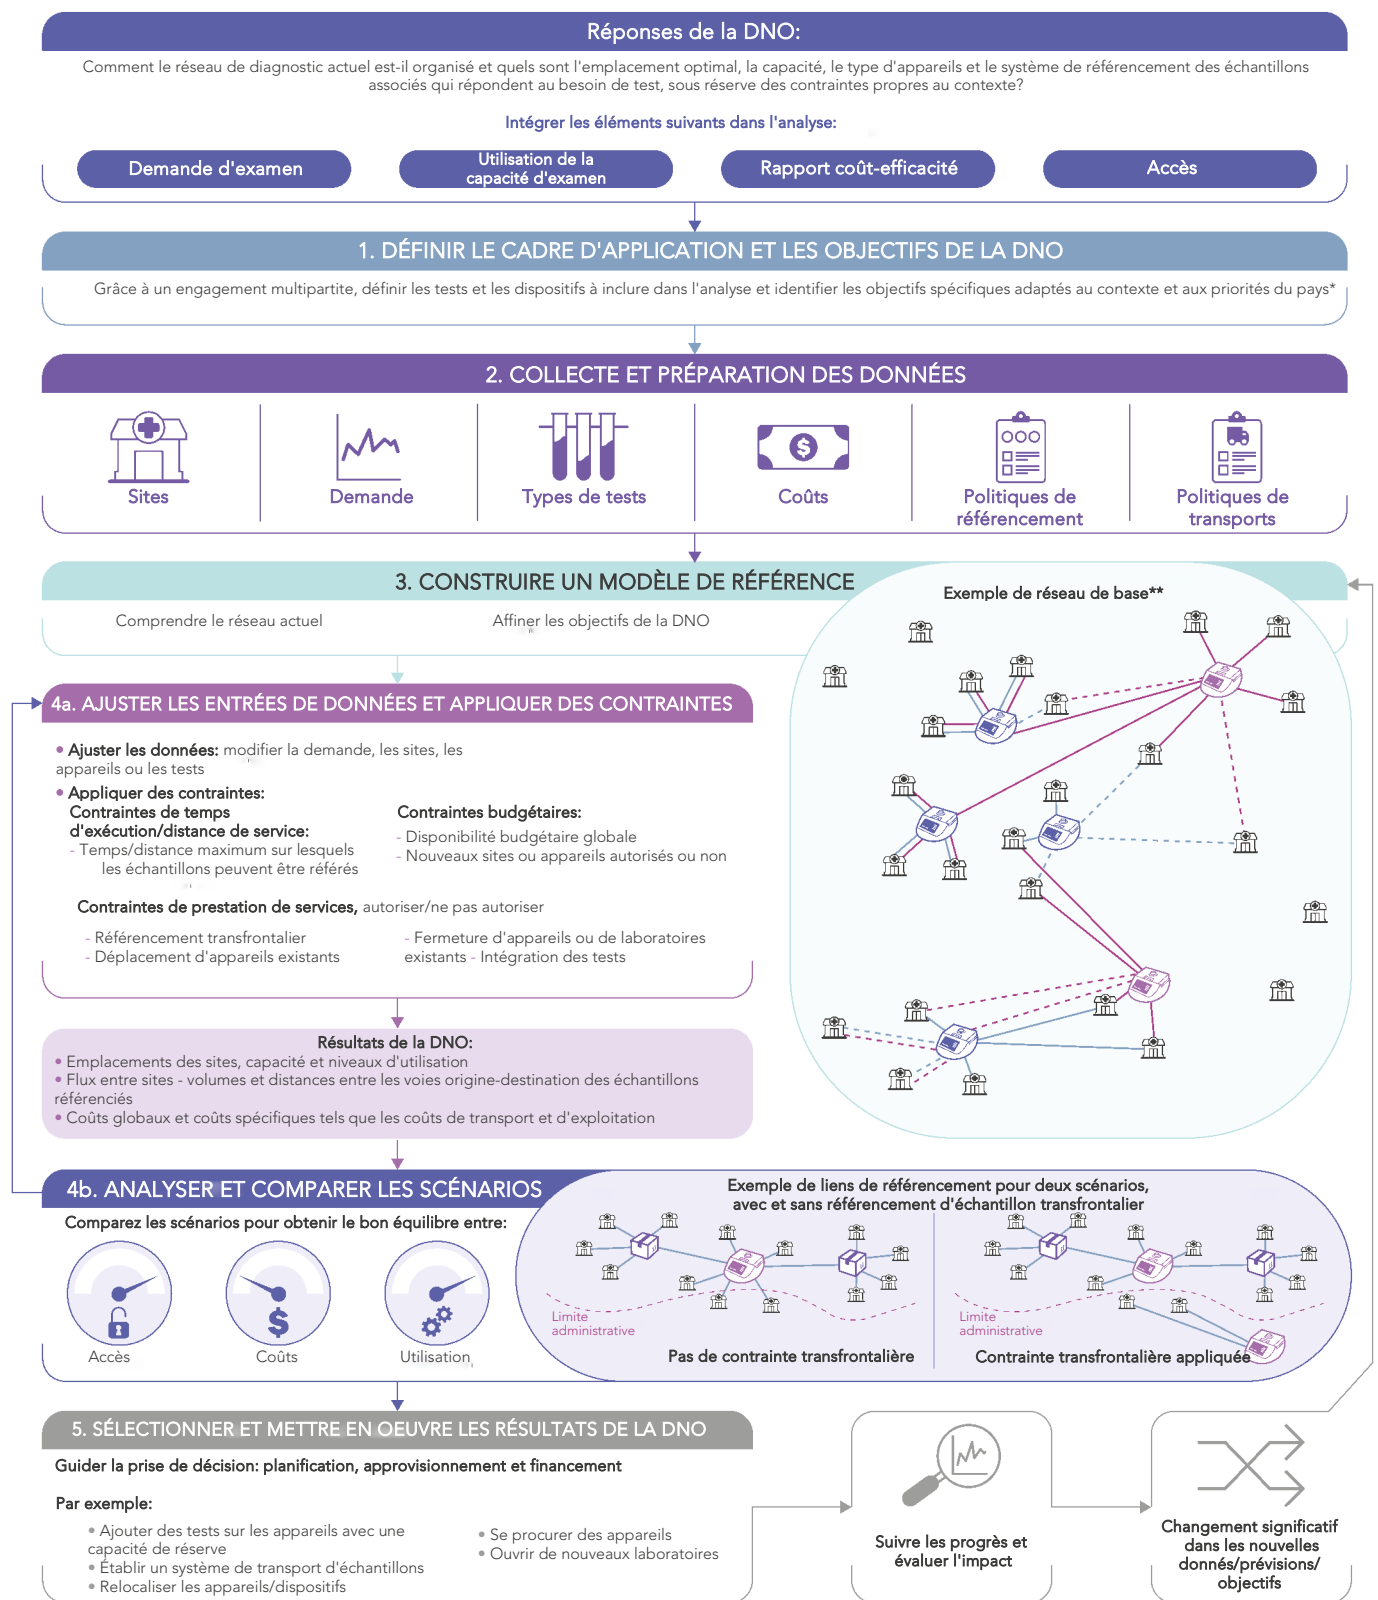 Réponses de la DNO:
Comment le réseau de diagnostic actuel est-il organisé et quels sont l'emplacement optimal, la capacité, le type d'appareils et le système de référencement des échantillons
associés qui répondent au besoin de test, sous réserve des contraintes propres au contexte?
Intégrer les éléments suivants dans l'analyse:
Demande d'examen
Utilisation de la
capacité d'examen
Rapport coût-efficacité
Accès
1. DÉFINIR LE CADRE D'APPLICATION ET LES OBJECTIFS DE LA DNO
Grâce à un engagement multipartite, définir les tests et les dispositifs à inclure dans l'analyse et identifier les objectifs spécifiques adaptés au contexte et aux priorités du pays*
2. COLLECTE ET PRÉPARATION DES DONNÉES
Sites
Demande
Types de tests
Coûts
Politiques de
référencement
Politiques de
transports
3. CONSTRUIRE UN MODÈLE DE RÉFÉRENCE
Comprendre le réseau actuel
Affiner les objectifs de la DNO
Exemple de réseau de base**
4a. AJUSTER LES ENTRÉES DE DONNÉES ET APPLIQUER DES CONTRAINTES
• Ajuster les données: modifier la demande, les sites, les
appareils ou les tests
• Appliquer des contraintes:
Contraintes de temps
d'exécution/distance de service:
- Temps/distance maximum sur lesquels
les échantillons peuvent être référés
Contraintes budgétaires:
- Disponibilité budgétaire globale
- Nouveaux sites ou appareils autorisés ou non
Contraintes de prestation de services, autoriser/ne pas autoriser
- Référencement transfrontalier
- Déplacement d'appareils existants
- Fermeture d'appareils ou de laboratoires
existants - Intégration des tests
Résultats de la DNO:
• Emplacements des sites, capacité et niveaux d'utilisation
• Flux entre sites - volumes et distances entre les voies origine-destination des échantillons
référenciés
• Coûts globaux et coûts spécifiques tels que les coûts de transport et d'exploitation
4b. ANALYSER ET COMPARER LES SCÉNARIOS
Comparez les scénarios pour obtenir le bon équilibre entre:
Accès
Coûts
Utilisation
Exemple de liens de référencement pour deux scénarios,
avec et sans référencement d'échantillon transfrontalier
Limite
administrative
Pas de contrainte transfrontalière
Limite
administrative
Contrainte transfrontalière appliquée
5. SÉLECTIONNER ET METTRE EN OEUVRE LES RÉSULTATS DE LA DNO
Guider la prise de décision: planification, approvisionnement et financement
Par exemple:
• Ajouter des tests sur les appareils avec une
capacité de réserve
• Établir un système de transport d'échantillons
• Relocaliser les appareils/dispositifs
• Se procurer des appareils
• Ouvrir de nouveaux laboratoires
Suivre les progrès et
évaluer l'impact
Changement significatif
dans les nouvelles
donnés/prévisions/
objectifs